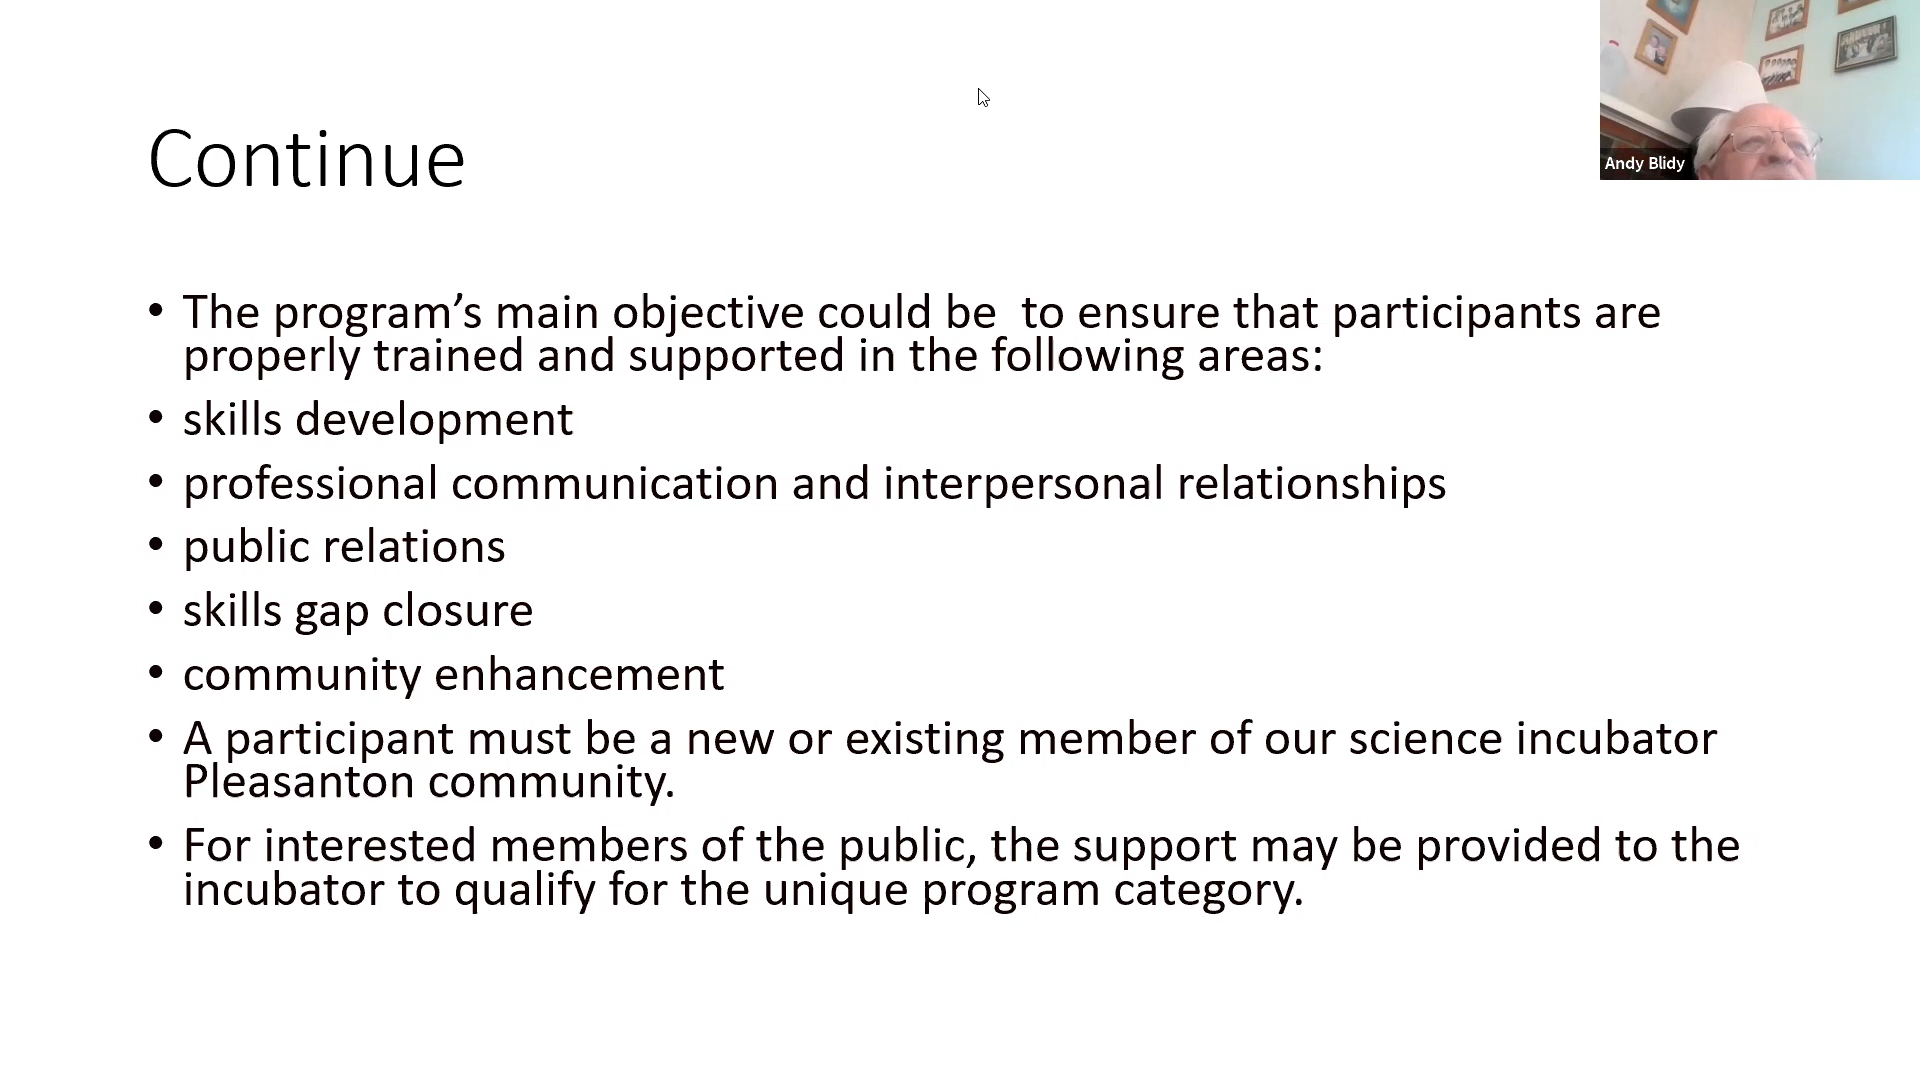 Continue
• The program’s main objective could be  to ensure that participants are
properly trained and supported in the following areas:
• skills development
• professional communication and interpersonal relationships
• public relations
• skills gap closure
• community enhancement
• A participant must be a new or existing member of our science incubator
Pleasanton community.
• For interested members of the public, the support may be provided to the
incubator to qualify for the unique program category.
Andy Blidy